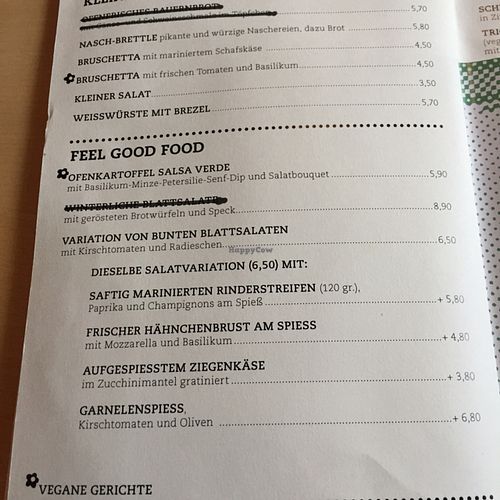 OFENFRISCHES BAUERNBROT
5,70
NASCH-BRETTLE pikante und würzige Naschereien, dazu Brot 5,80
BRUSCHETTA mit mariniertem Schafskäse 4,50
BRUSCHETTA mit frischen Tomaten und Basilikum 4,50
KLEINER SALAT 3,50
WEISSWÜRSTE MIT BREZEL 5,70
FEEL GOOD FOOD
OFENKARTOFFEL SALSA VERDE
mit Basilikum-Minze-Petersilie-Senf-Dip und Salatbouquet 5,90
WINTERLICHE BLATTSALATE
mit gerösteten Brotwürfeln und Speck 8,90
VARIATION VON BUNTEN BLATTSALATEN
mit Kirschtomaten und Radieschen 6,50
HappyCow
DIESELBE SALATVARIATION (6,50) MIT:
SAFTIG MARINIERTEN RINDERSTREIFEN (120 gr.),
Paprika und Champignons am Spieß + 5,80
FRISCHER HÄHNCHENBRUST AM SPIESS
mit Mozzarella und Basilikum + 4,80
AUFGESPIESSTEM ZIEGENKÄSE
im Zucchinimantel gratiniert + 3,80
GARNELENSPIESS,
Kirschtomaten und Oliven + 6,80
VEGANE GERICHTE